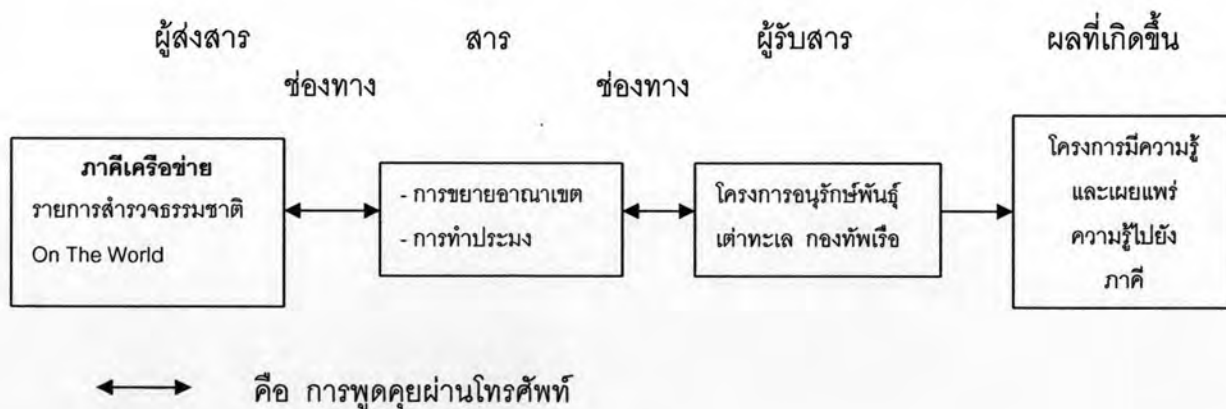 ผู้ส่งสาร สาร ผู้รับสาร ผลที่เกิดขึ้น
ช่องทาง ช่องทาง
ภาคีเครือข่าย
รายการสำรวจธรรมชาติ
On The World
- การขยายอาณาเขต
- การทำประมง
โครงการอนุรักษ์พันธุ์
เต่าทะเล กองทัพเรือ
โครงการมีความรู้
และเผยแพร่
ความรู้ไปยัง
ภาคี
คือ การพูดคุยผ่านโทรศัพท์